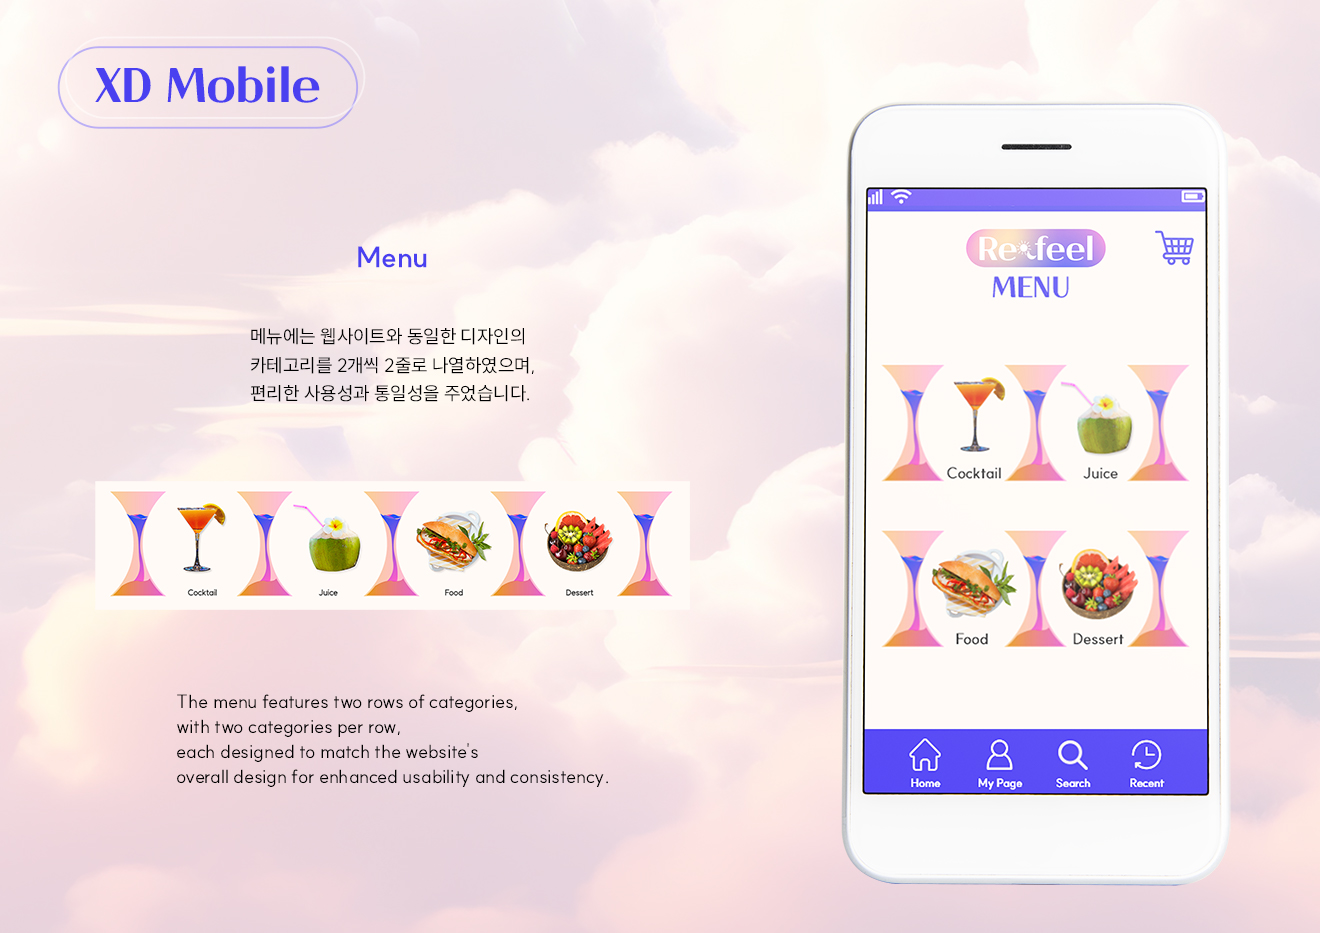 XD Mobile
Menu
메뉴에는 웹사이트와 동일한 디자인의
카테고리를 2개씩 2줄로 나열하였으며,
편리한 사용성과 통일성을 주었습니다.
Cocktail
Juice
Food
Dessert
The menu features two rows of categories,
with two categories per row,
each designed to match the website's
overall design for enhanced usability and consistency.
Re feel
MENU
Cocktail
Juice
Food
Dessert
Home
My Page
Search
Recent